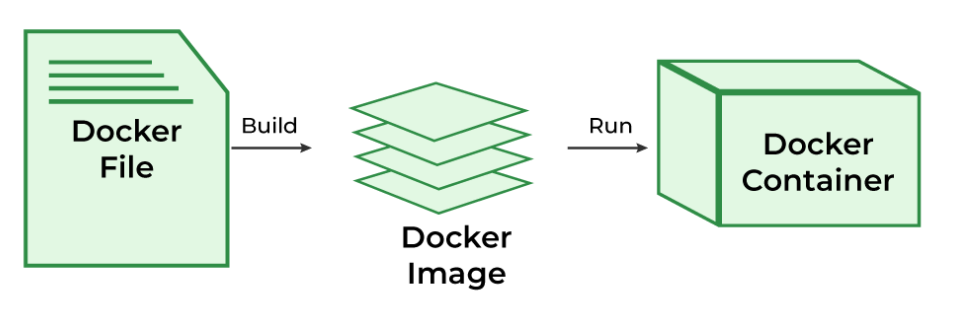 Docker
File
Build
Docker
Image
Run
Docker
Container